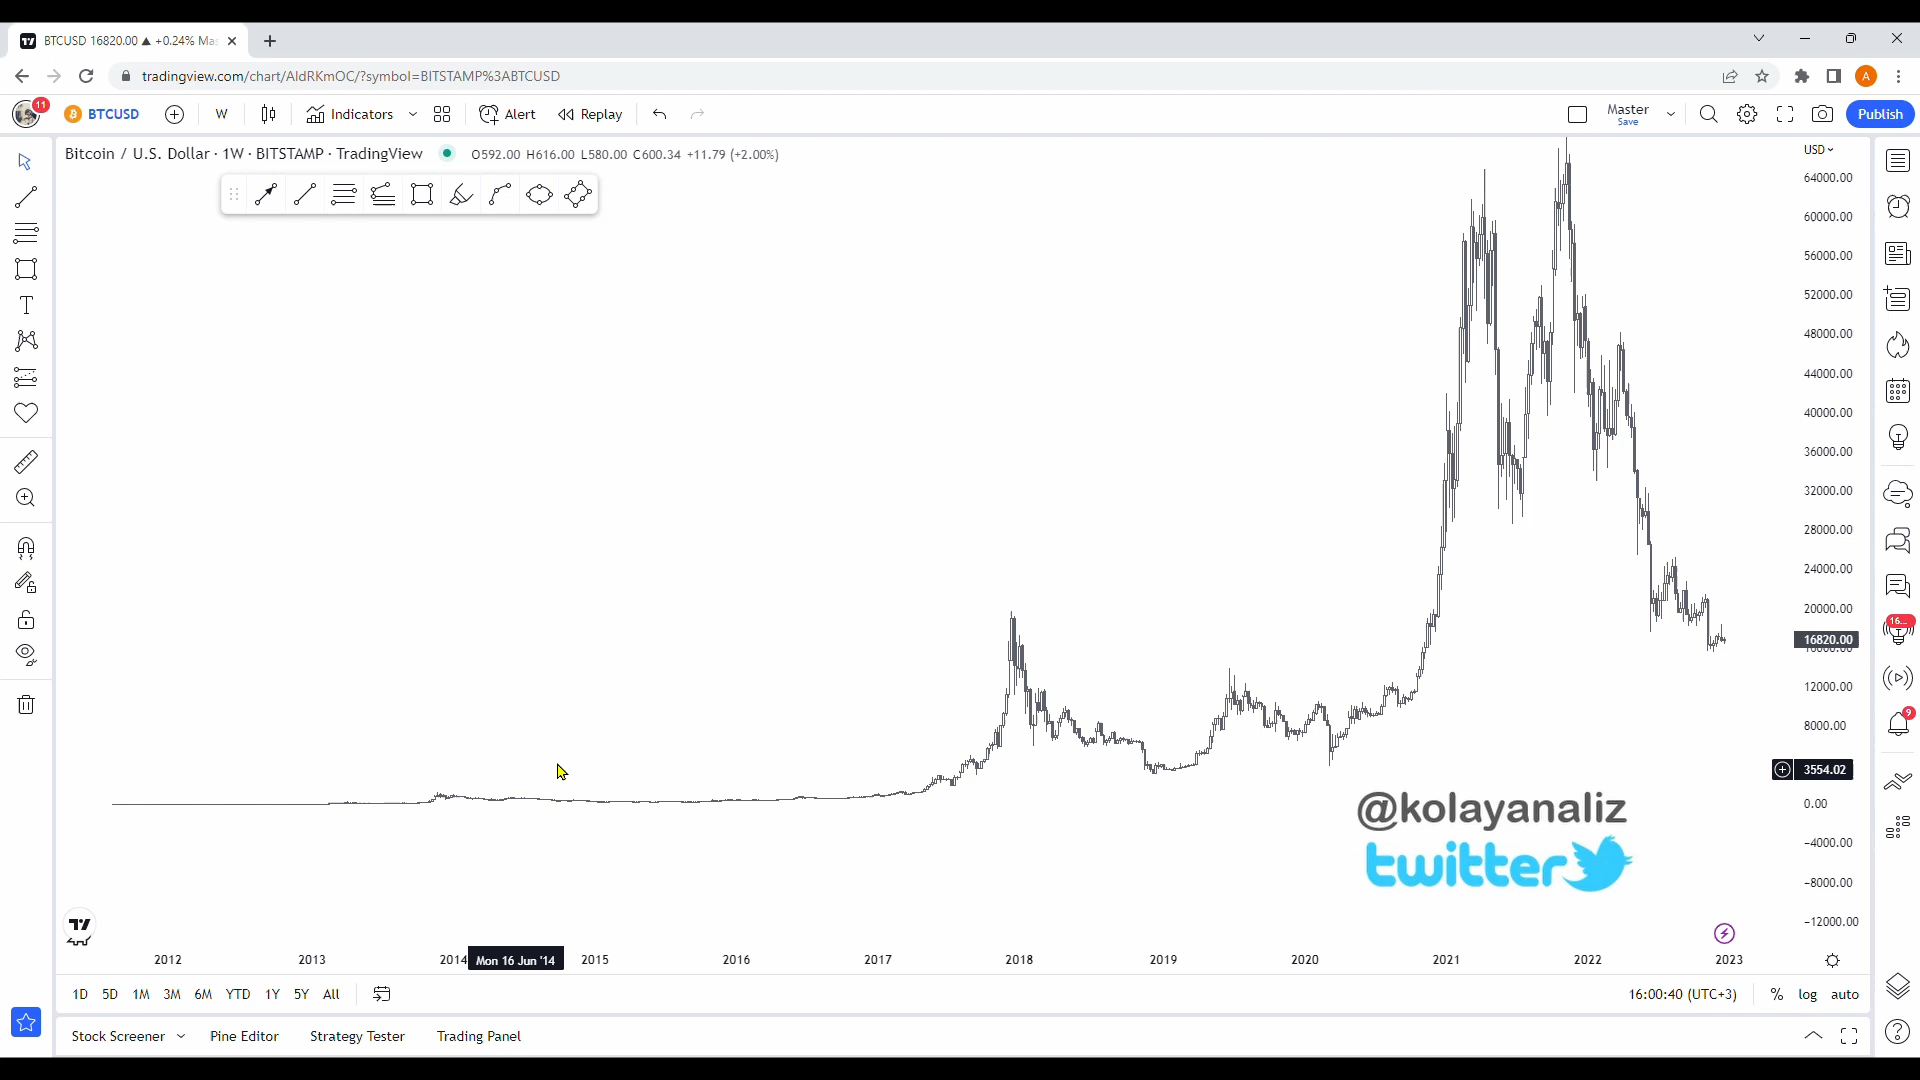 BTCUSD 16820.00 ▲ +0.24% Mas
tradingview.com/chart/AldRKmOC/?symbol=BITSTAMP%3ABTCUSD
A
11
BTCUSD
W
Indicators
Alert
Replay
Master
Save
Publish
Bitcoin / U.S. Dollar · 1W · BITSTAMP · TradingView
O592.00 H616.00 L580.00 C600.34 +11.79 (+2.00%)
USD
64000.00
60000.00
56000.00
52000.00
48000.00
44000.00
40000.00
36000.00
32000.00
28000.00
24000.00
20000.00
16820.00
16000.00
12000.00
8000.00
3554.02
0.00
-4000.00
-8000.00
-12000.00
16...
9
@kolayanaliz
twitter
2012 2013 2014 Mon 16 Jun '14 2015 2016 2017 2018 2019 2020 2021 2022 2023
1D 5D 1M 3M 6M YTD 1Y 5Y All
16:00:40 (UTC+3) % log auto
Stock Screener Pine Editor Strategy Tester Trading Panel